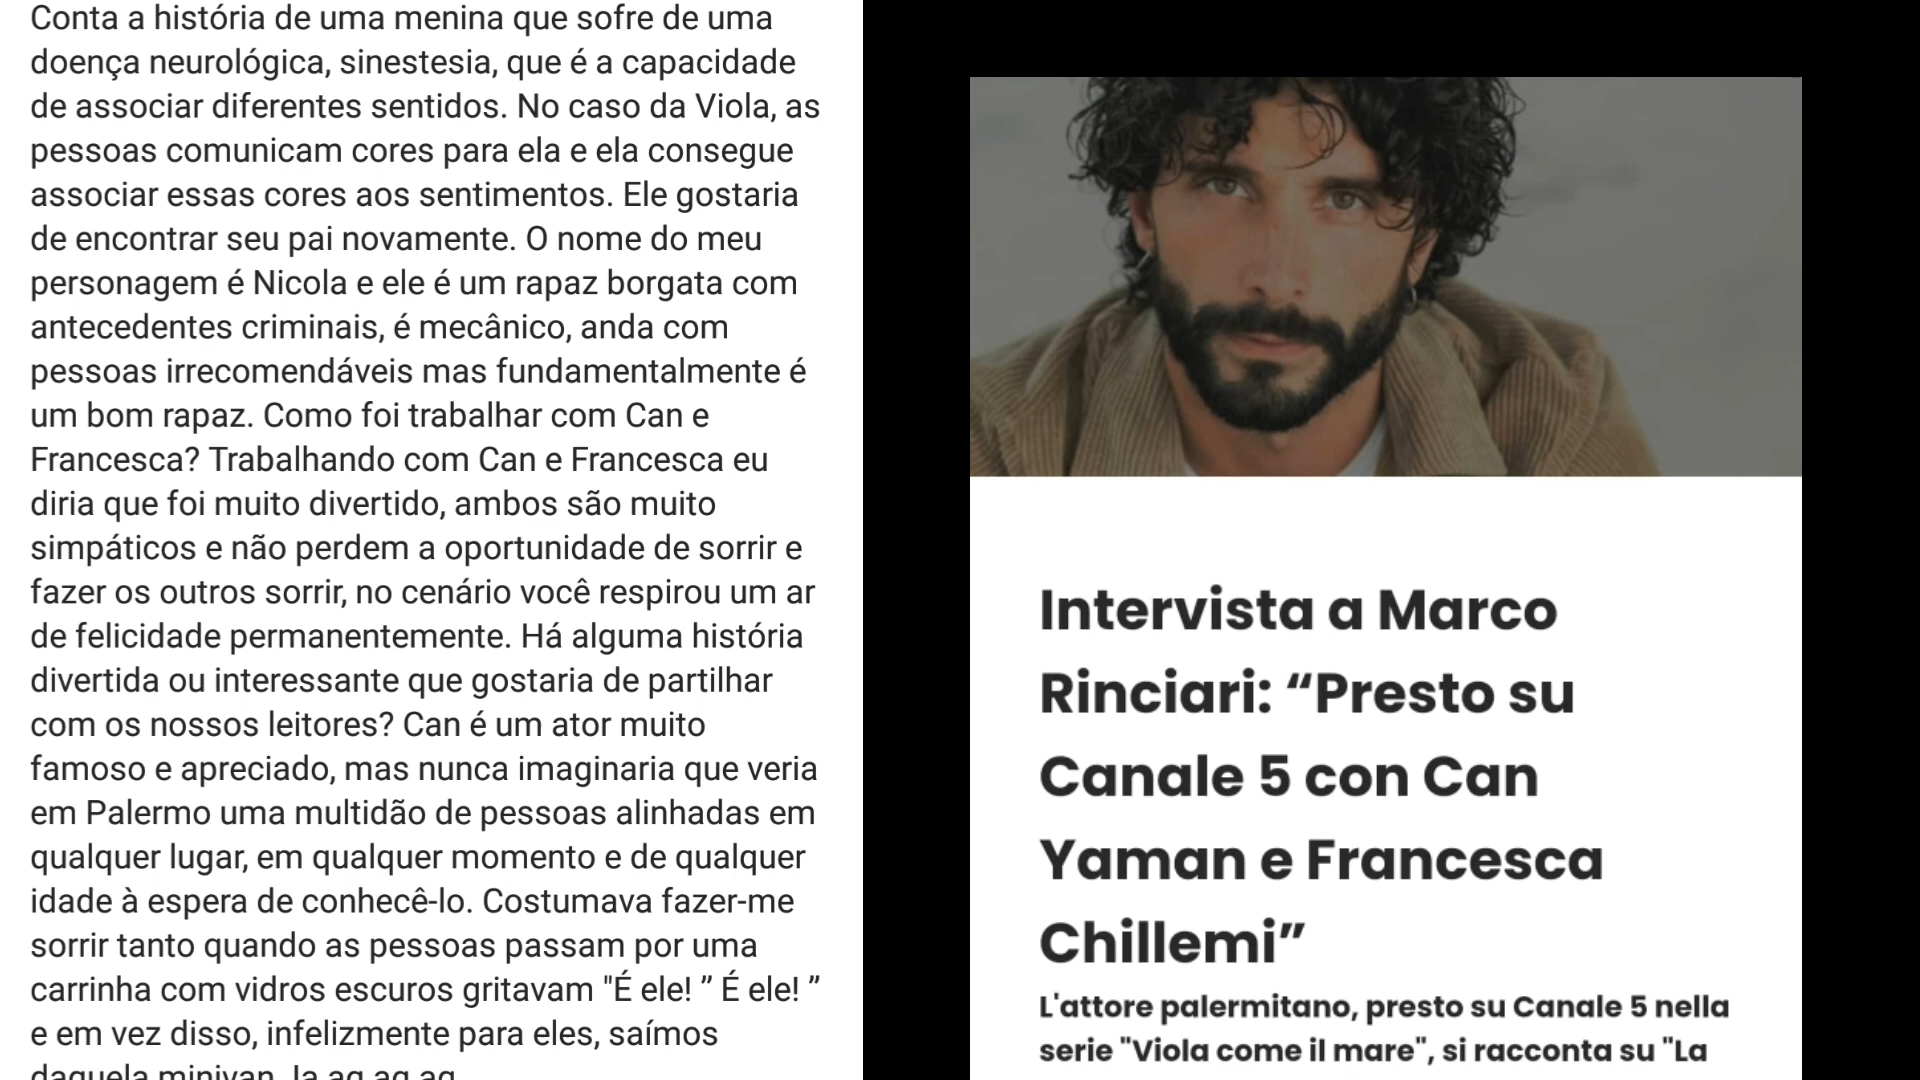 Conta a história de uma menina que sofre de uma
doença neurológica, sinestesia, que é a capacidade
de associar diferentes sentidos. No caso da Viola, as
pessoas comunicam cores para ela e ela consegue
associar essas cores aos sentimentos. Ele gostaria
de encontrar seu pai novamente. O nome do meu
personagem é Nicola e ele é um rapaz borgata com
antecedentes criminais, é mecânico, anda com
pessoas irrecomendáveis mas fundamentalmente é
um bom rapaz. Como foi trabalhar com Can e
Francesca? Trabalhando com Can e Francesca eu
diria que foi muito divertido, ambos são muito
simpáticos e não perdem a oportunidade de sorrir e
fazer os outros sorrir, no cenário você respirou um ar
de felicidade permanentemente. Há alguma história
divertida ou interessante que gostaria de partilhar
com os nossos leitores? Can é um ator muito
famoso e apreciado, mas nunca imaginaria que veria
em Palermo uma multidão de pessoas alinhadas em
qualquer lugar, em qualquer momento e de qualquer
idade à espera de conhecê-lo. Costumava fazer-me
sorrir tanto quando as pessoas passam por uma
carrinha com vidros escuros gritavam "É ele! ” É ele! ”
e em vez disso, infelizmente para eles, saímos
daquela minivan. Ja
Intervista a Marco
Rinciari: “Presto su
Canale 5 con Can
Yaman e Francesca
Chillemi”
L'attore palermitano, presto su Canale 5 nella
serie "Viola come il mare", si racconta su "La